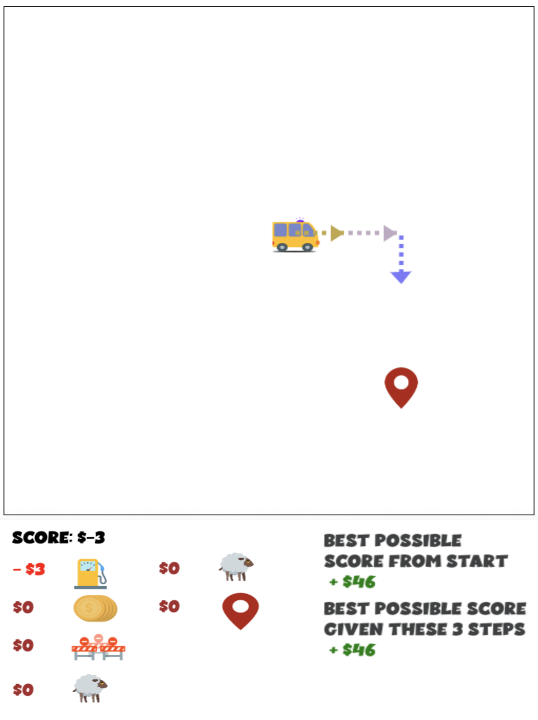 SCORE: $-3
- $3
$0
$0
$0
$0
$0
BEST POSSIBLE
SCORE FROM START
+ $46
BEST POSSIBLE SCORE
GIVEN THESE 3 STEPS
+ $46